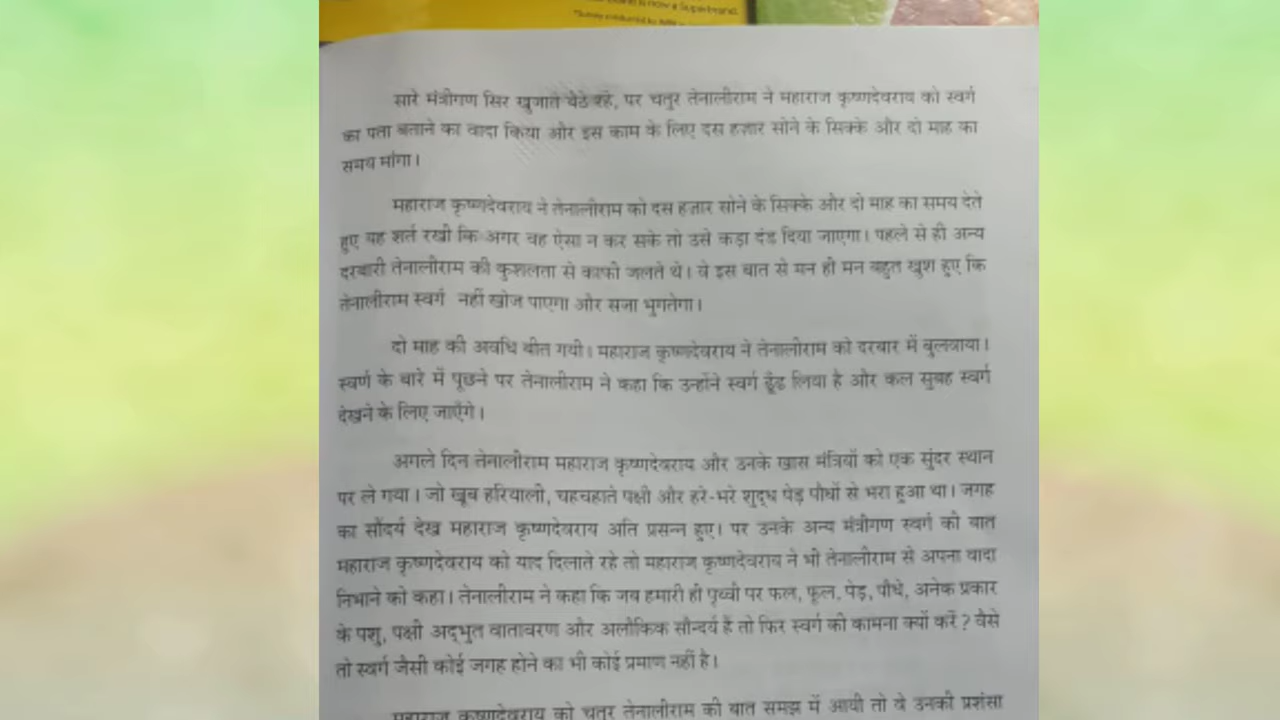 is now a Superbrand.
सारे मंत्रीगण सिर खुजाते बैठे रहे, पर चतुर तेनालीराम ने महाराज कृष्णदेवराय को स्वर्ग
का पता बताने का वादा किया और इस काम के लिए दस हज़ार सोने के सिक्के और दो माह का
समय मांगा।
महाराज कृष्णदेवराय ने तेनालीराम को दस हजार सोने के सिक्के और दो माह का समय देते
हुए यह शर्त रखी कि अगर वह ऐसा न कर सके तो उसे कड़ा दंड दिया जाएगा। पहले से ही अन्य
दरबारी तेनालीराम की कुशलता से काफी जलते थे। वे इस बात से मन ही मन बहुत खुश हुए कि
तेनालीराम स्वर्ग नहीं खोज पाएगा और सजा भुगतेगा।
दो माह की अवधि बीत गयी। महाराज कृष्णदेवराय ने तेनालीराम को दरबार में बुलवाया।
स्वर्ण के बारे में पूछने पर तेनालीराम ने कहा कि उन्होंने स्वर्ग ढूँढ लिया है और कल सुबह स्वर्ग
देखने के लिए जाएँगे।
अगले दिन तेनालीराम महाराज कृष्णदेवराय और उनके खास मंत्रियों को एक सुंदर स्थान
पर ले गया। जो खूब हरियाली, चहचहाते पक्षी और हरे-भरे शुद्ध पेड़ पौधों से भरा हुआ था। जगह
का सौंदर्य देख महाराज कृष्णदेवराय अति प्रसन्न हुए। पर उनके अन्य मंत्रीगण स्वर्ग की बात
महाराज कृष्णदेवराय को याद दिलाते रहे तो महाराज कृष्णदेवराय ने भी तेनालीराम से अपना वादा
निभाने को कहा। तेनालीराम ने कहा कि जब हमारी ही पृथ्वी पर फल, फूल, पेड़, पौधे, अनेक प्रकार
के पशु, पक्षी अद्भुत वातावरण और अलौकिक सौन्दर्य है तो फिर स्वर्ग की कामना क्यों करें? वैसे
तो स्वर्ग जैसी कोई जगह होने का भी कोई प्रमाण नहीं है।
महाराज कृष्णदेवराय को चतुर तेनालीराम की बात समझ में आयी तो वे उनकी प्रशंसा